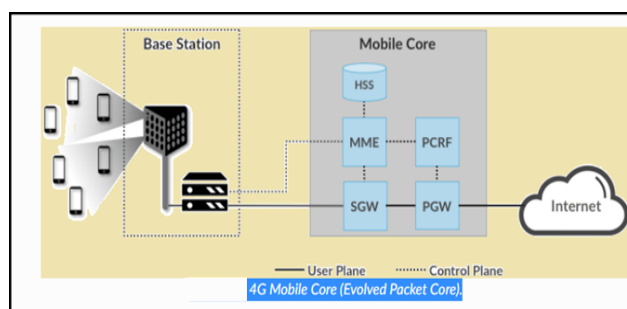 Base Station
Mobile Core
HSS
MME
PCRF
SGW
PGW
Internet
User Plane
Control Plane
4G Mobile Core (Evolved Packet Core).